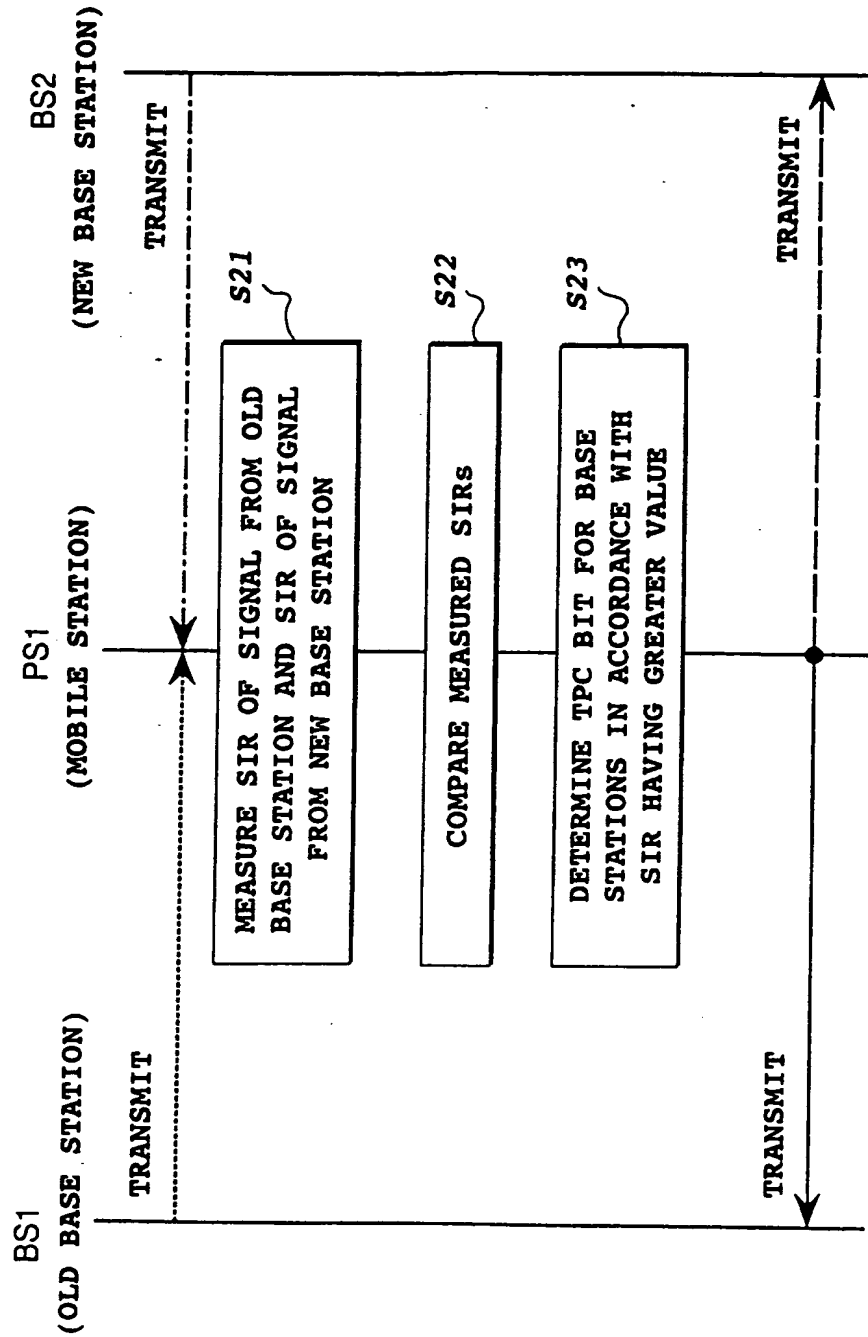 BS1
(OLD BASE STATION)
PS1
(MOBILE STATION)
BS2
(NEW BASE STATION)
TRANSMIT
TRANSMIT
MEASURE SIR OF SIGNAL FROM OLD
BASE STATION AND SIR OF SIGNAL
FROM NEW BASE STATION
S21
COMPARE MEASURED SIRs
S22
DETERMINE TPC BIT FOR BASE
STATIONS IN ACCORDANCE WITH
SIR HAVING GREATER VALUE
S23
TRANSMIT
TRANSMIT